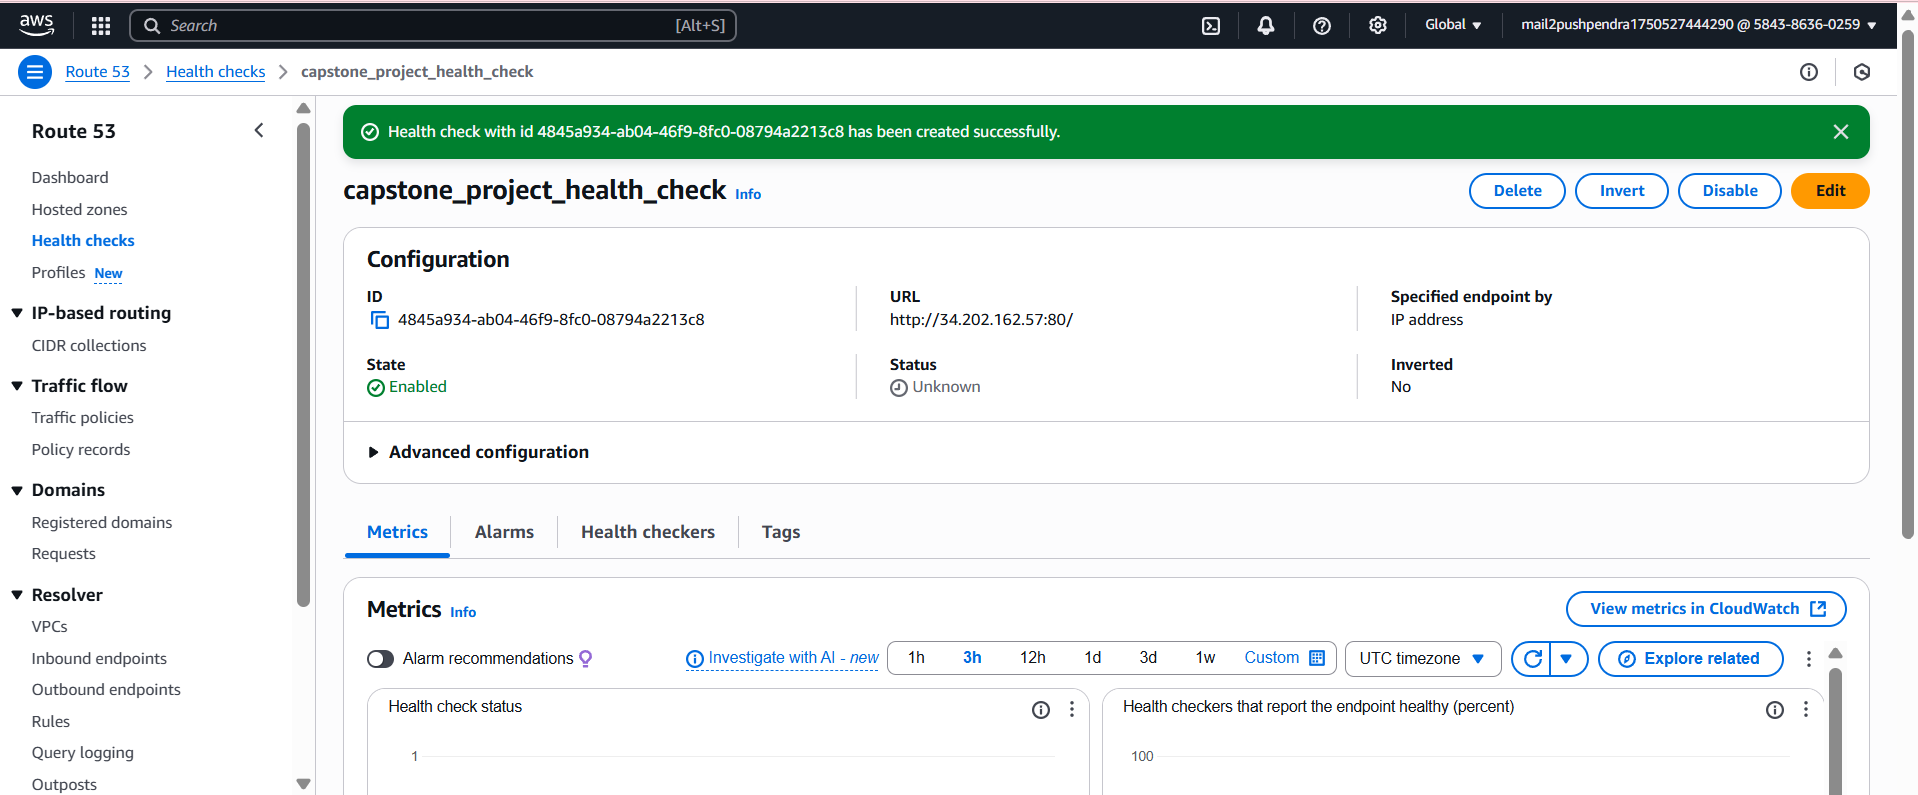 aws
Search [Alt+S]
Global
mail2pushpendra1750527444290 @ 5843-8636-0259
Route 53 Health checks capstone_project_health_check
Route 53
Dashboard
Hosted zones
Health checks
Profiles New
IP-based routing
CIDR collections
Traffic flow
Traffic policies
Policy records
Domains
Registered domains
Requests
Resolver
VPCs
Inbound endpoints
Outbound endpoints
Rules
Query logging
Outposts
Health check with id 4845a934-ab04-46f9-8fc0-08794a2213c8 has been created successfully.
capstone_project_health_check Info
Delete Invert Disable Edit
Configuration
ID
4845a934-ab04-46f9-8fc0-08794a2213c8
URL
http://34.202.162.57:80/
Specified endpoint by
IP address
State
Enabled
Status
Unknown
Inverted
No
Advanced configuration
Metrics Alarms Health checkers Tags
Metrics Info
View metrics in CloudWatch
Alarm recommendations
Investigate with AI - new
1h 3h 12h 1d 3d 1w Custom
UTC timezone
Explore related
Health check status
1
Health checkers that report the endpoint healthy (percent)
100